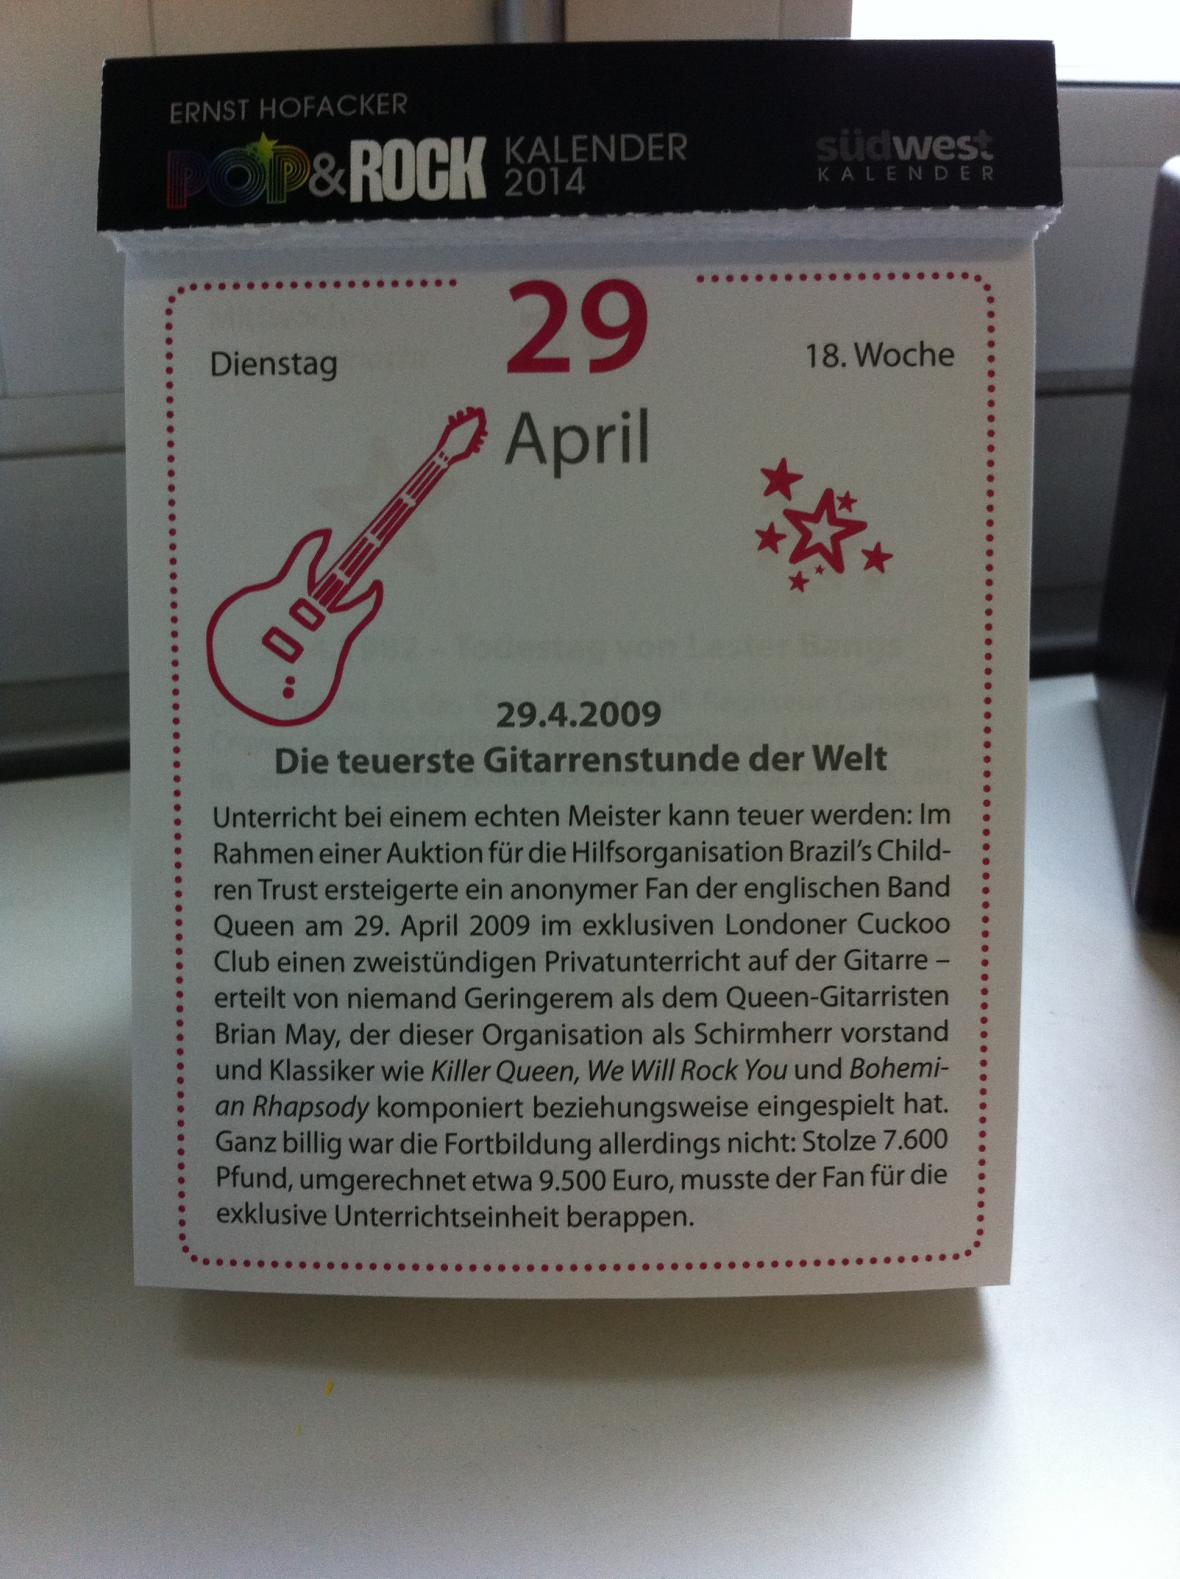 ERNST HOFACKER
POP&ROCK KALENDER
2014
südwest
KALENDER
29
Dienstag
18. Woche
April
29.4.2009
Die teuerste Gitarrenstunde der Welt
Unterricht bei einem echten Meister kann teuer werden: Im
Rahmen einer Auktion für die Hilfsorganisation Brazil’s Child-
ren Trust ersteigerte ein anonymer Fan der englischen Band
Queen am 29. April 2009 im exklusiven Londoner Cuckoo
Club einen zweistündigen Privatunterricht auf der Gitarre –
erteilt von niemand Geringerem als dem Queen-Gitarristen
Brian May, der dieser Organisation als Schirmherr vorstand
und Klassiker wie Killer Queen, We Will Rock You und Bohemi-
an Rhapsody komponiert beziehungsweise eingespielt hat.
Ganz billig war die Fortbildung allerdings nicht: Stolze 7.600
Pfund, umgerechnet etwa 9.500 Euro, musste der Fan für die
exklusive Unterrichtseinheit berappen.